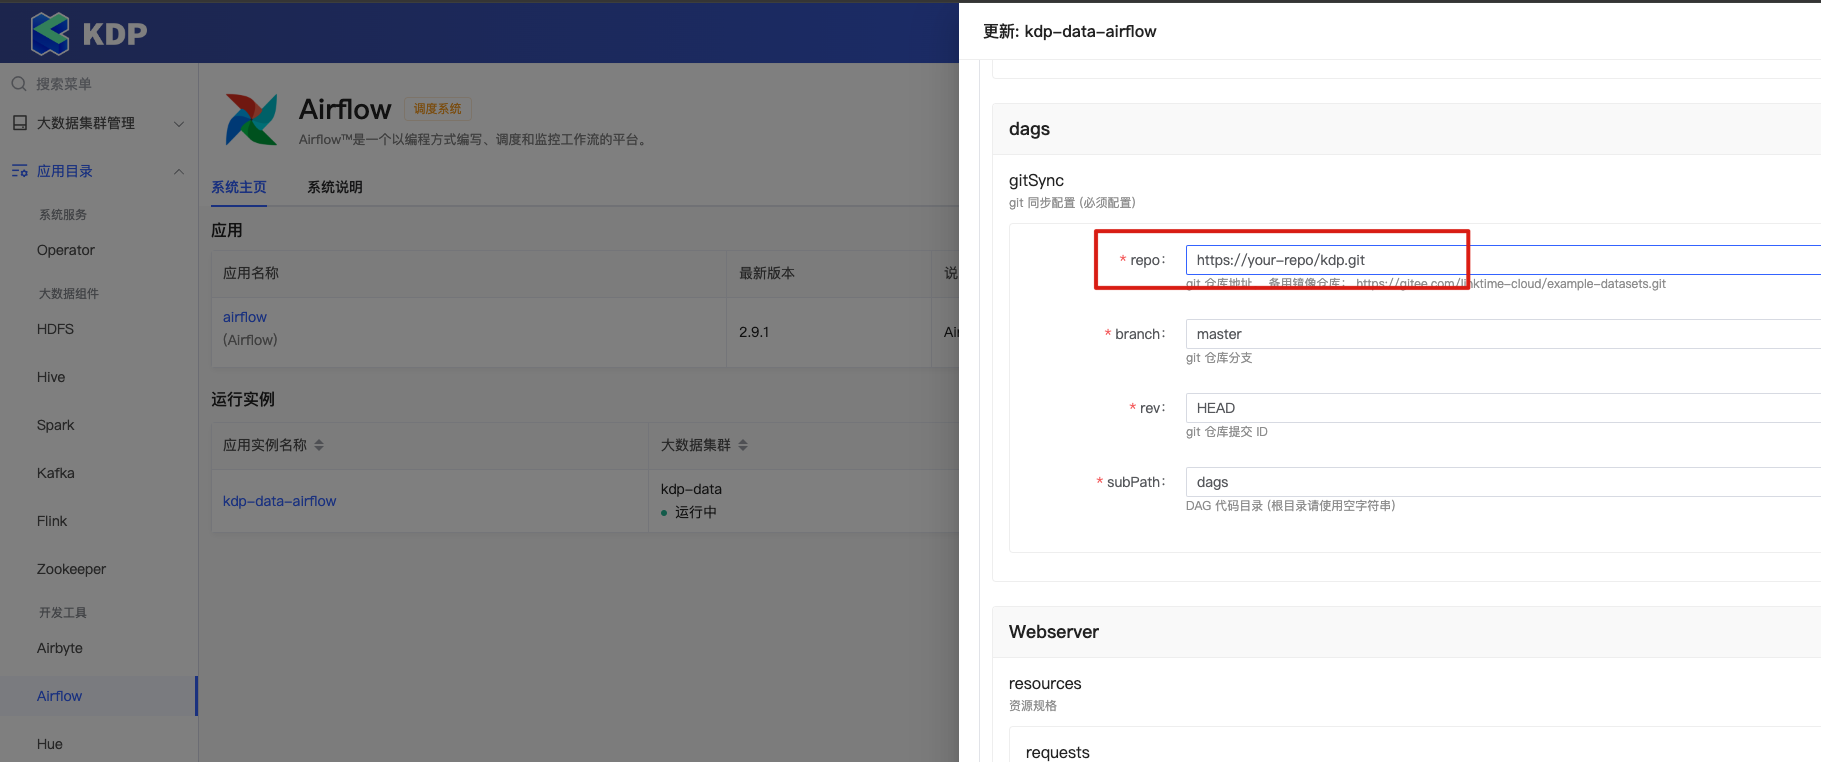 KDP
更新: kdp-data-airflow
搜索菜单
大数据集群管理
应用目录
系统服务
Operator
大数据组件
HDFS
Hive
Spark
Kafka
Flink
Zookeeper
开发工具
Airbyte
Airflow
Hue
Airflow
调度系统
Airflow™是一个以编程方式编写、调度和监控工作流的平台。
系统主页
系统说明
应用
应用名称
最新版本
说
airflow
(Airflow)
2.9.1
Ai
运行实例
应用实例名称
大数据集群
kdp-data-airflow
kdp-data
运行中
dags
gitSync
git 同步配置 (必须配置)
* repo:
https://your-repo/kdp.git
git 仓库地址, 备用镜像仓库: https://gitee.com/linktime-cloud/example-datasets.git
* branch:
master
git 仓库分支
* rev:
HEAD
git 仓库提交 ID
* subPath:
dags
DAG 代码目录 (根目录请使用空字符串)
Webserver
resources
资源规格
requests